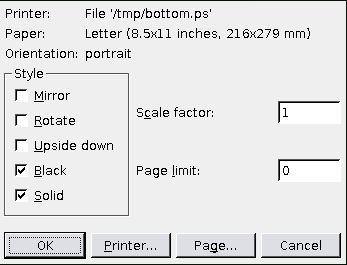 Printer: File '/tmp/bottom.ps'
Paper: Letter (8.5x11 inches, 216x279 mm)
Orientation: portrait
Style
Mirror
Rotate
Upside down
Black
Solid
Scale factor: 1
Page limit: 0
OK Printer... Page... Cancel